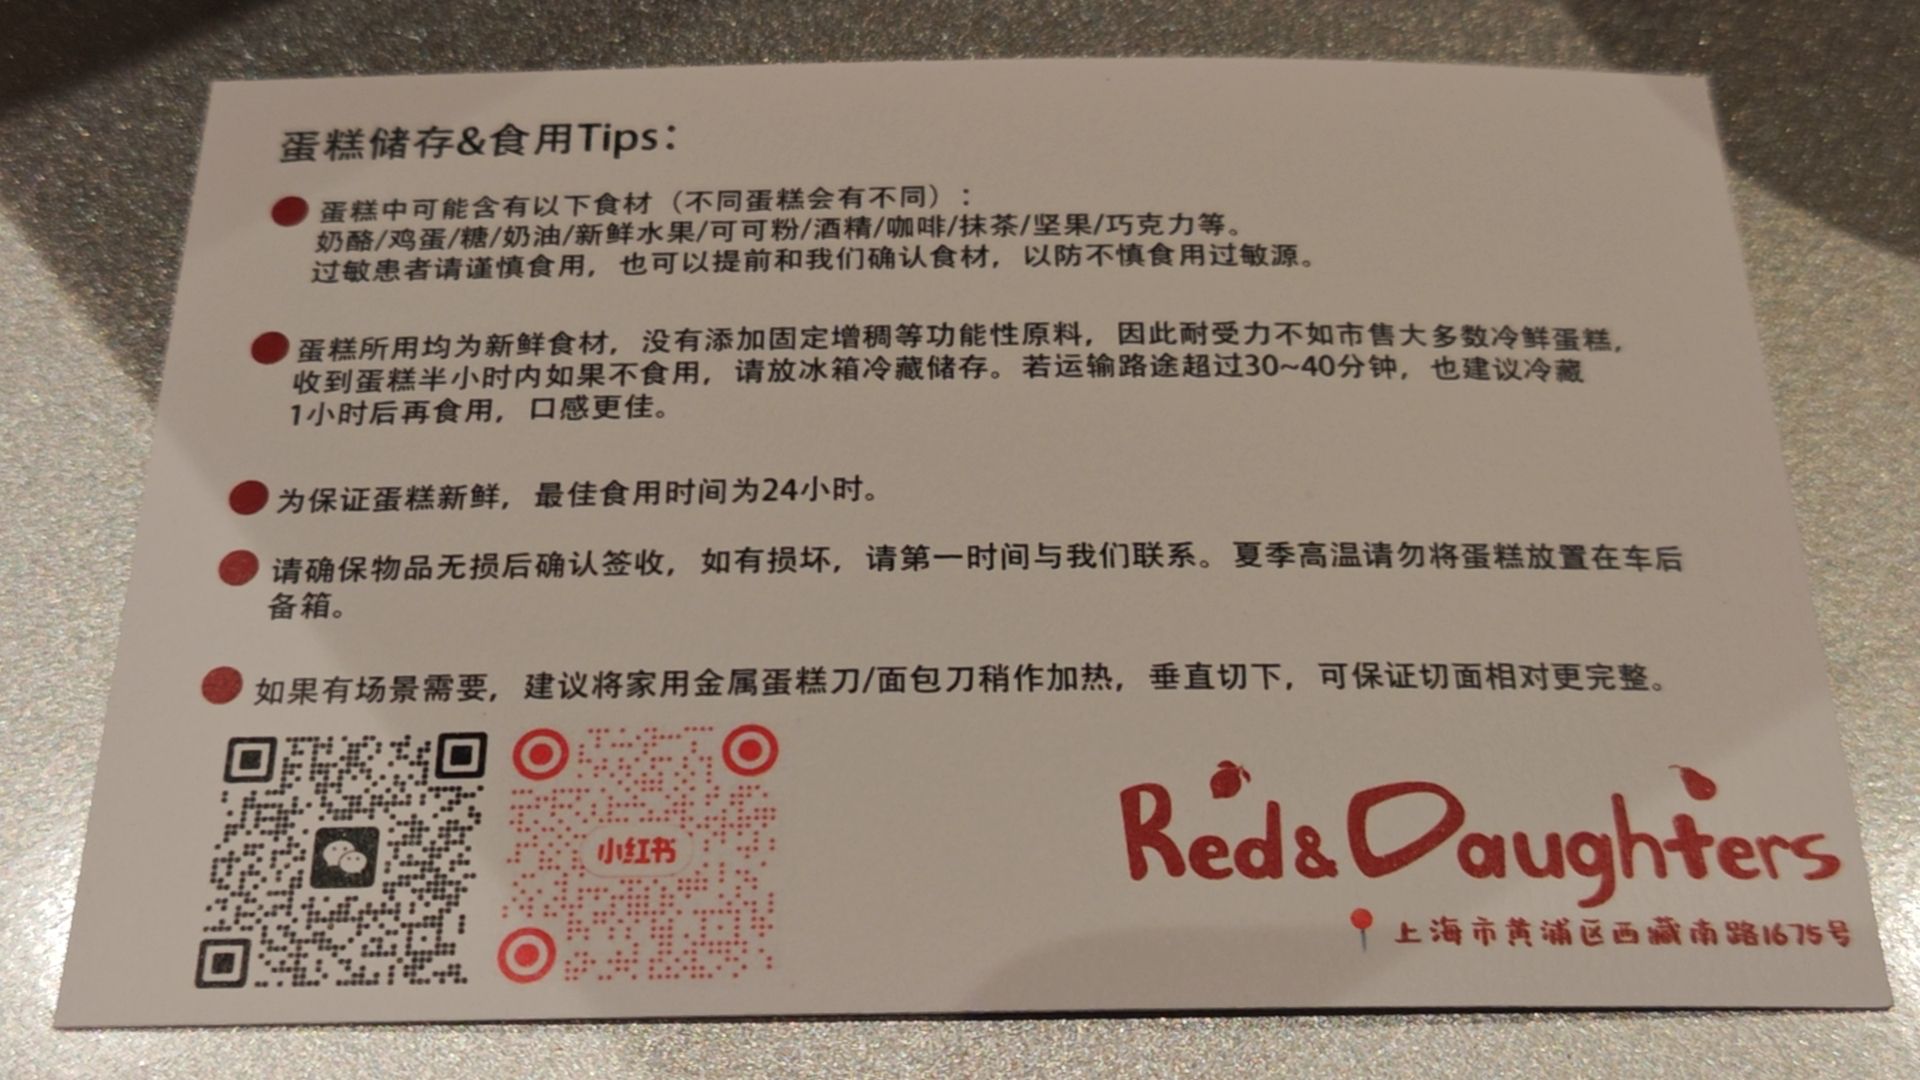 蛋糕储存&食用Tips：
蛋糕中可能含有以下食材（不同蛋糕会有不同）：
奶酪/鸡蛋/糖/奶油/新鲜水果/可可粉/酒精/咖啡/抹茶/坚果/巧克力等。
过敏患者请谨慎食用，也可以提前和我们确认食材，以防不慎食用过敏源。
蛋糕所用均为新鲜食材，没有添加固定增稠等功能性原料，因此耐受力不如市售大多数冷鲜蛋糕，
收到蛋糕半小时内如果不食用，请放冰箱冷藏储存。若运输路途超过30~40分钟，也建议冷藏
1小时后再食用，口感更佳。
为保证蛋糕新鲜，最佳食用时间为24小时。
请确保物品无损后确认签收，如有损坏，请第一时间与我们联系。夏季高温请勿将蛋糕放置在车后
备箱。
如果有场景需要，建议将家用金属蛋糕刀/面包刀稍作加热，垂直切下，可保证切面相对更完整。
小红书
Red&Daughters
上海市黄浦区西藏南路1675号